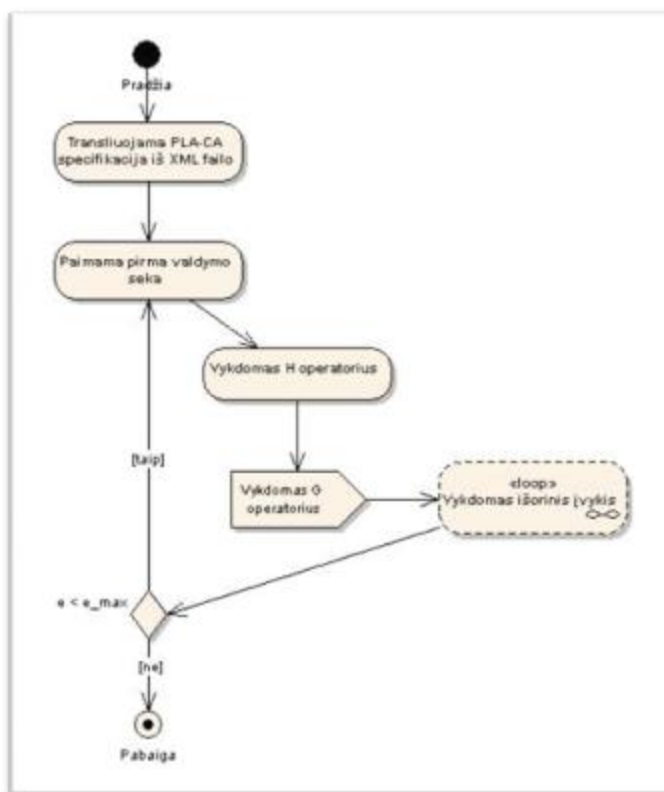 Pradžia
Transliuojama PLA-CA
specifikacija iš XML failo
Paimama pirma valdymo
seka
Vykdomas H operatorius
[taip]
Vykdomas G
operatorius
«loop»
Vykdomas išorinis įvykis
e < e_max
[ne]
Pabaiga